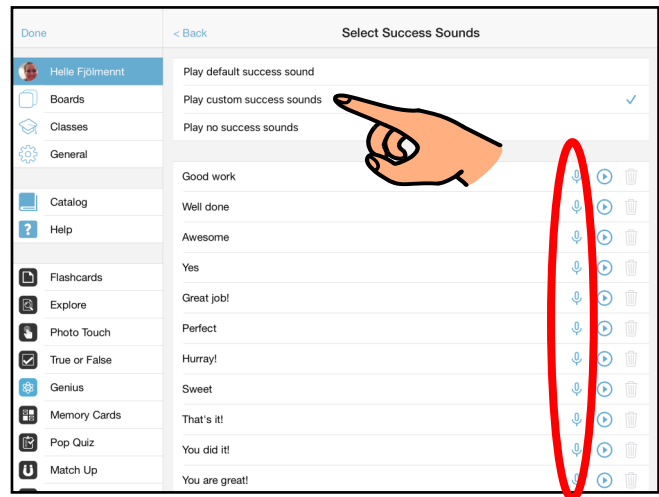 Done
< Back
Select Success Sounds
Helle Fjölmennt
Boards
Classes
General
Catalog
? Help
Flashcards
Explore
Photo Touch
True or False
Genius
Memory Cards
Pop Quiz
Match Up
Play default success sound
Play custom success sounds
Play no success sounds
Good work
Well done
Awesome
Yes
Great job!
Perfect
Hurray!
Sweet
That's it!
You did it!
You are great!